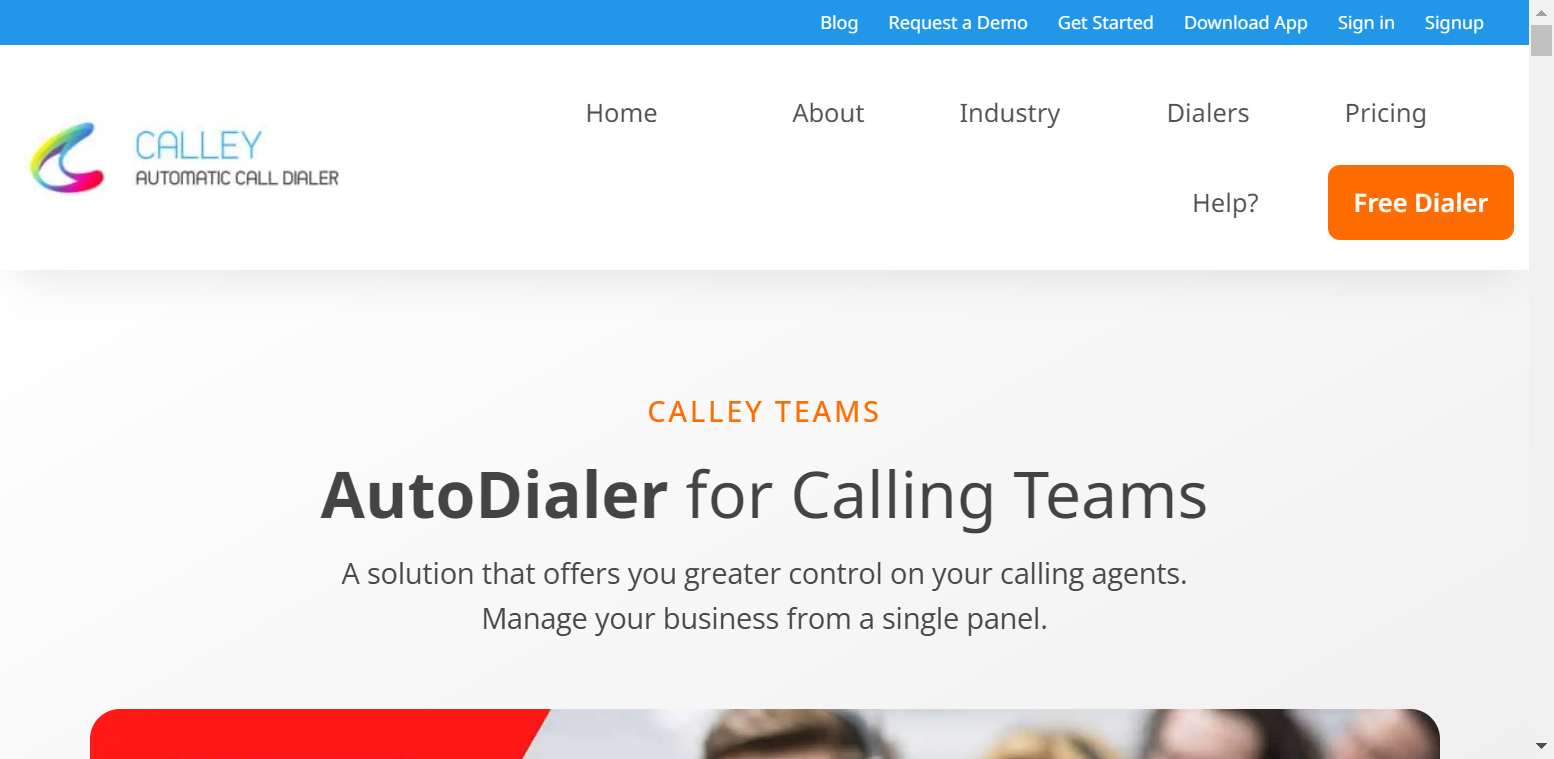 Blog Request a Demo Get Started Download App Sign in Signup
Home About Industry Dialers Pricing
CALLEY
AUTOMATIC CALL DIALER
Help? Free Dialer
CALLEY TEAMS
AutoDialer for Calling Teams
A solution that offers you greater control on your calling agents.
Manage your business from a single panel.